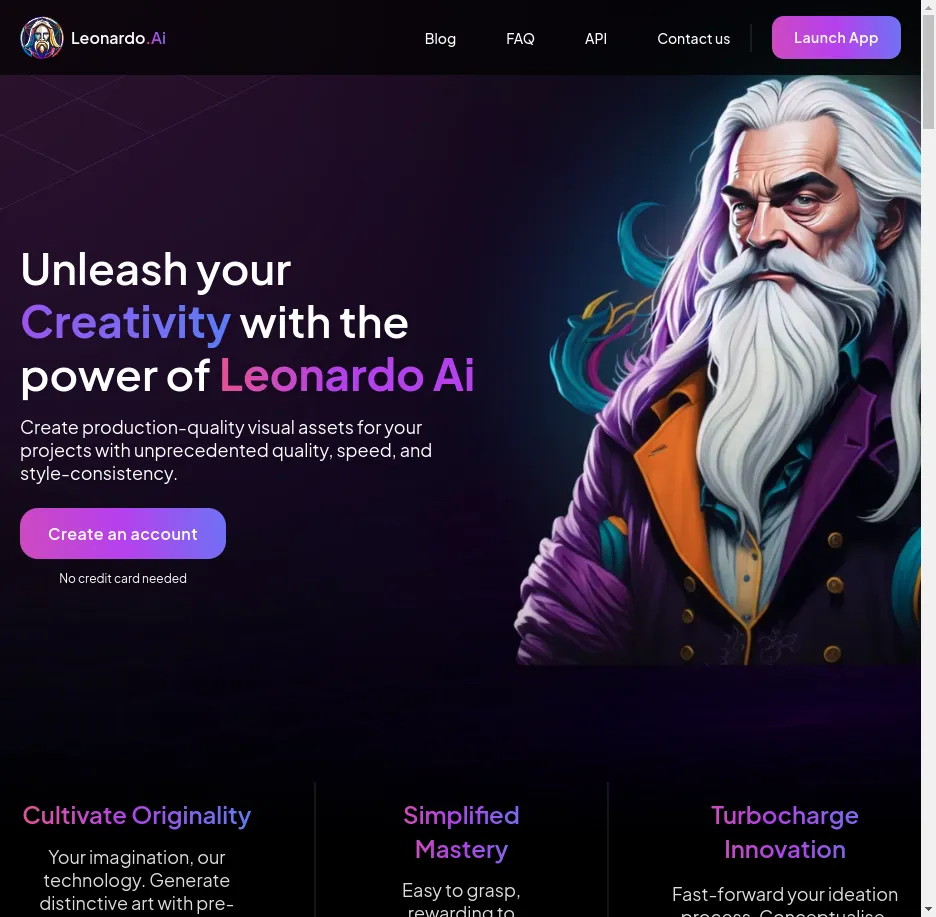 Leonardo.Ai
Blog
FAQ
API
Contact us
Launch App
Unleash your
Creativity with the
power of Leonardo Ai
Create production-quality visual assets for your
projects with unprecedented quality, speed, and
style-consistency.
Create an account
No credit card needed
Cultivate Originality
Your imagination, our
technology. Generate
distinctive art with pre-
Simplified
Mastery
Easy to grasp,
rewarding to
Turbocharge
Innovation
Fast-forward your ideation
process. Conceptualise